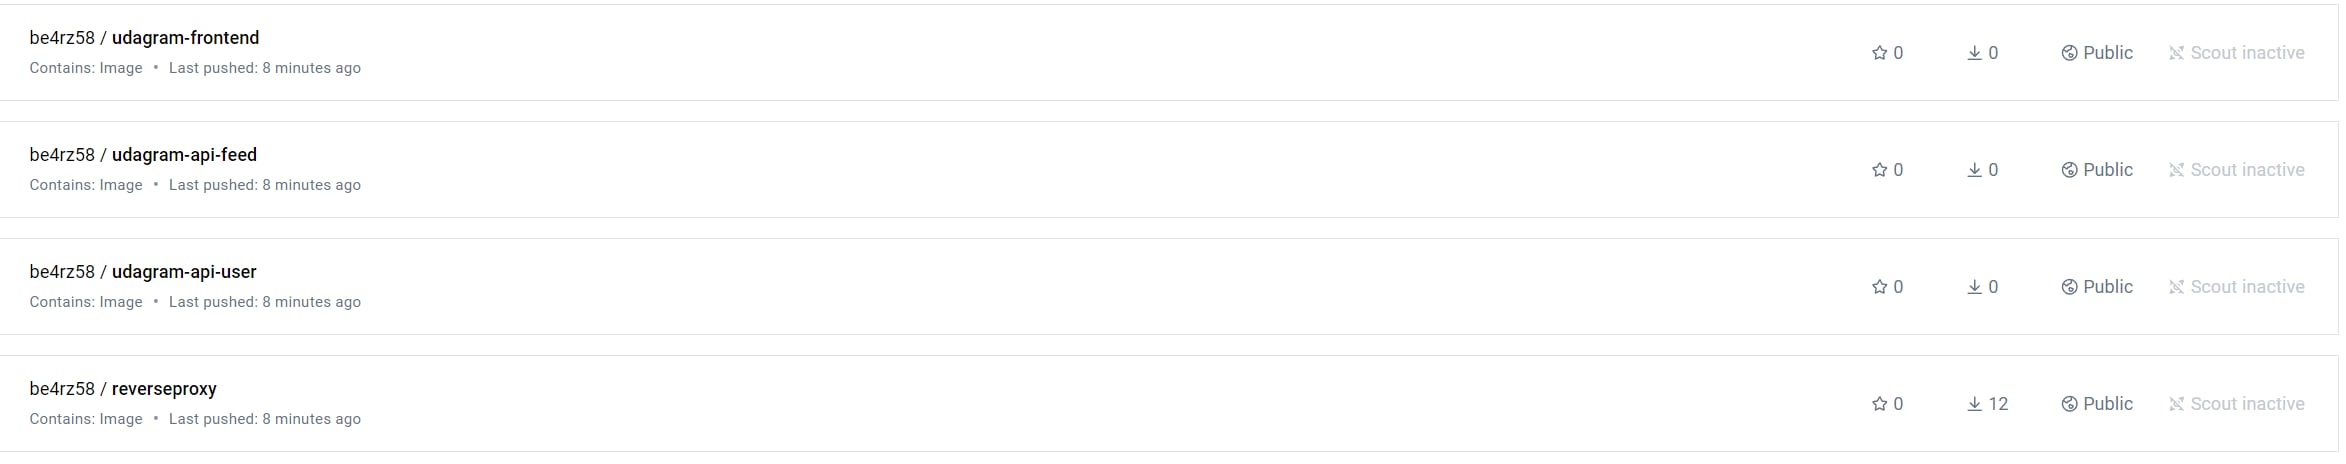 be4rz58 / udagram-frontend
Contains: Image • Last pushed: 8 minutes ago
0 0 Public Scout inactive
be4rz58 / udagram-api-feed
Contains: Image • Last pushed: 8 minutes ago
0 0 Public Scout inactive
be4rz58 / udagram-api-user
Contains: Image • Last pushed: 8 minutes ago
0 0 Public Scout inactive
be4rz58 / reverseproxy
Contains: Image • Last pushed: 8 minutes ago
0 12 Public Scout inactive